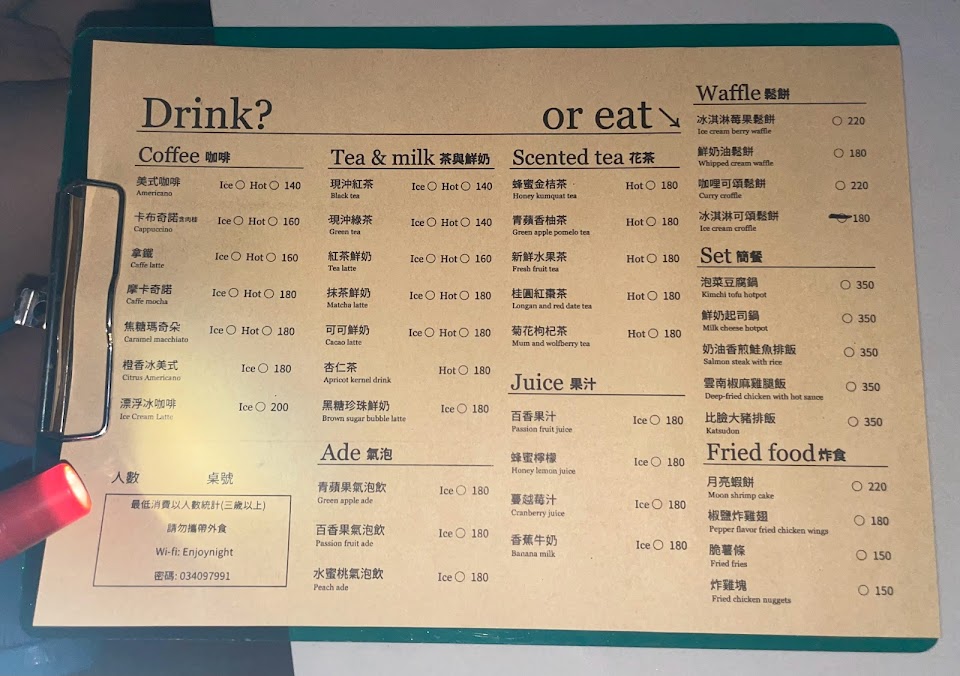 Drink?
or eat↘
Coffee 咖啡
美式咖啡 Ice○ Hot○ 140
Americano
卡布奇諾含肉桂 Ice○ Hot○ 160
Cappuccino
拿鐵 Ice○ Hot○ 160
Caffe latte
摩卡奇諾 Ice○ Hot○ 180
Caffe mocha
焦糖瑪奇朵 Ice○ Hot○ 180
Caramel macchiato
橙香冰美式 Ice○ 180
Citrus Americano
漂浮冰咖啡 Ice○ 200
Ice Cream Latte
人數 桌號
最低消費以人數統計(三歲以上)
請勿攜帶外食
Wi-fi: Enjoynight
密碼: 034097991
Tea & milk 茶與鮮奶
現沖紅茶 Ice○ Hot○ 140
Black tea
現沖綠茶 Ice○ Hot○ 140
Green tea
紅茶鮮奶 Ice○ Hot○ 160
Tea latte
抹茶鮮奶 Ice○ Hot○ 180
Matcha latte
可可鮮奶 Ice○ Hot○ 180
Cacao latte
杏仁茶 Hot○ 180
Apricot kernel drink
黑糖珍珠鮮奶 Ice○ 180
Brown sugar bubble latte
Ade 氣泡
青蘋果氣泡飲 Ice○ 180
Green apple ade
百香果氣泡飲 Ice○ 180
Passion fruit ade
水蜜桃氣泡飲 Ice○ 180
Peach ade
Scented tea 花茶
蜂蜜金桔茶 Hot○ 180
Honey kumquat tea
青蘋香柚茶 Hot○ 180
Green apple pomelo tea
新鮮水果茶 Hot○ 180
Fresh fruit tea
桂圓紅棗茶 Hot○ 180
Longan and red date tea
菊花枸杞茶 Hot○ 180
Mum and wolfberry tea
Juice 果汁
百香果汁 Ice○ 180
Passion fruit juice
蜂蜜檸檬 Ice○ 180
Honey lemon juice
蔓越莓汁 Ice○ 180
Cranberry juice
香蕉牛奶 Ice○ 180
Banana milk
Waffle 鬆餅
冰淇淋莓果鬆餅 ○ 220
Ice cream berry waffle
鮮奶油鬆餅 ○ 180
Whipped cream waffle
咖哩可頌鬆餅 ○ 220
Curry croffle
冰淇淋可頌鬆餅 180
Ice cream croffle
Set 簡餐
泡菜豆腐鍋 ○ 350
Kimchi tofu hotpot
鮮奶起司鍋 ○ 350
Milk cheese hotpot
奶油香煎鮭魚排飯 ○ 350
Salmon steak with rice
雲南椒麻雞腿飯 ○ 350
Deep-fried chicken with hot sauce
比臉大豬排飯 ○ 350
Katsudon
Fried food 炸食
月亮蝦餅 ○ 220
Moon shrimp cake
椒鹽炸雞翅 ○ 180
Pepper flavor fried chicken wings
脆薯條 ○ 150
Fried fries
炸雞塊 ○ 150
Fried chicken nuggets